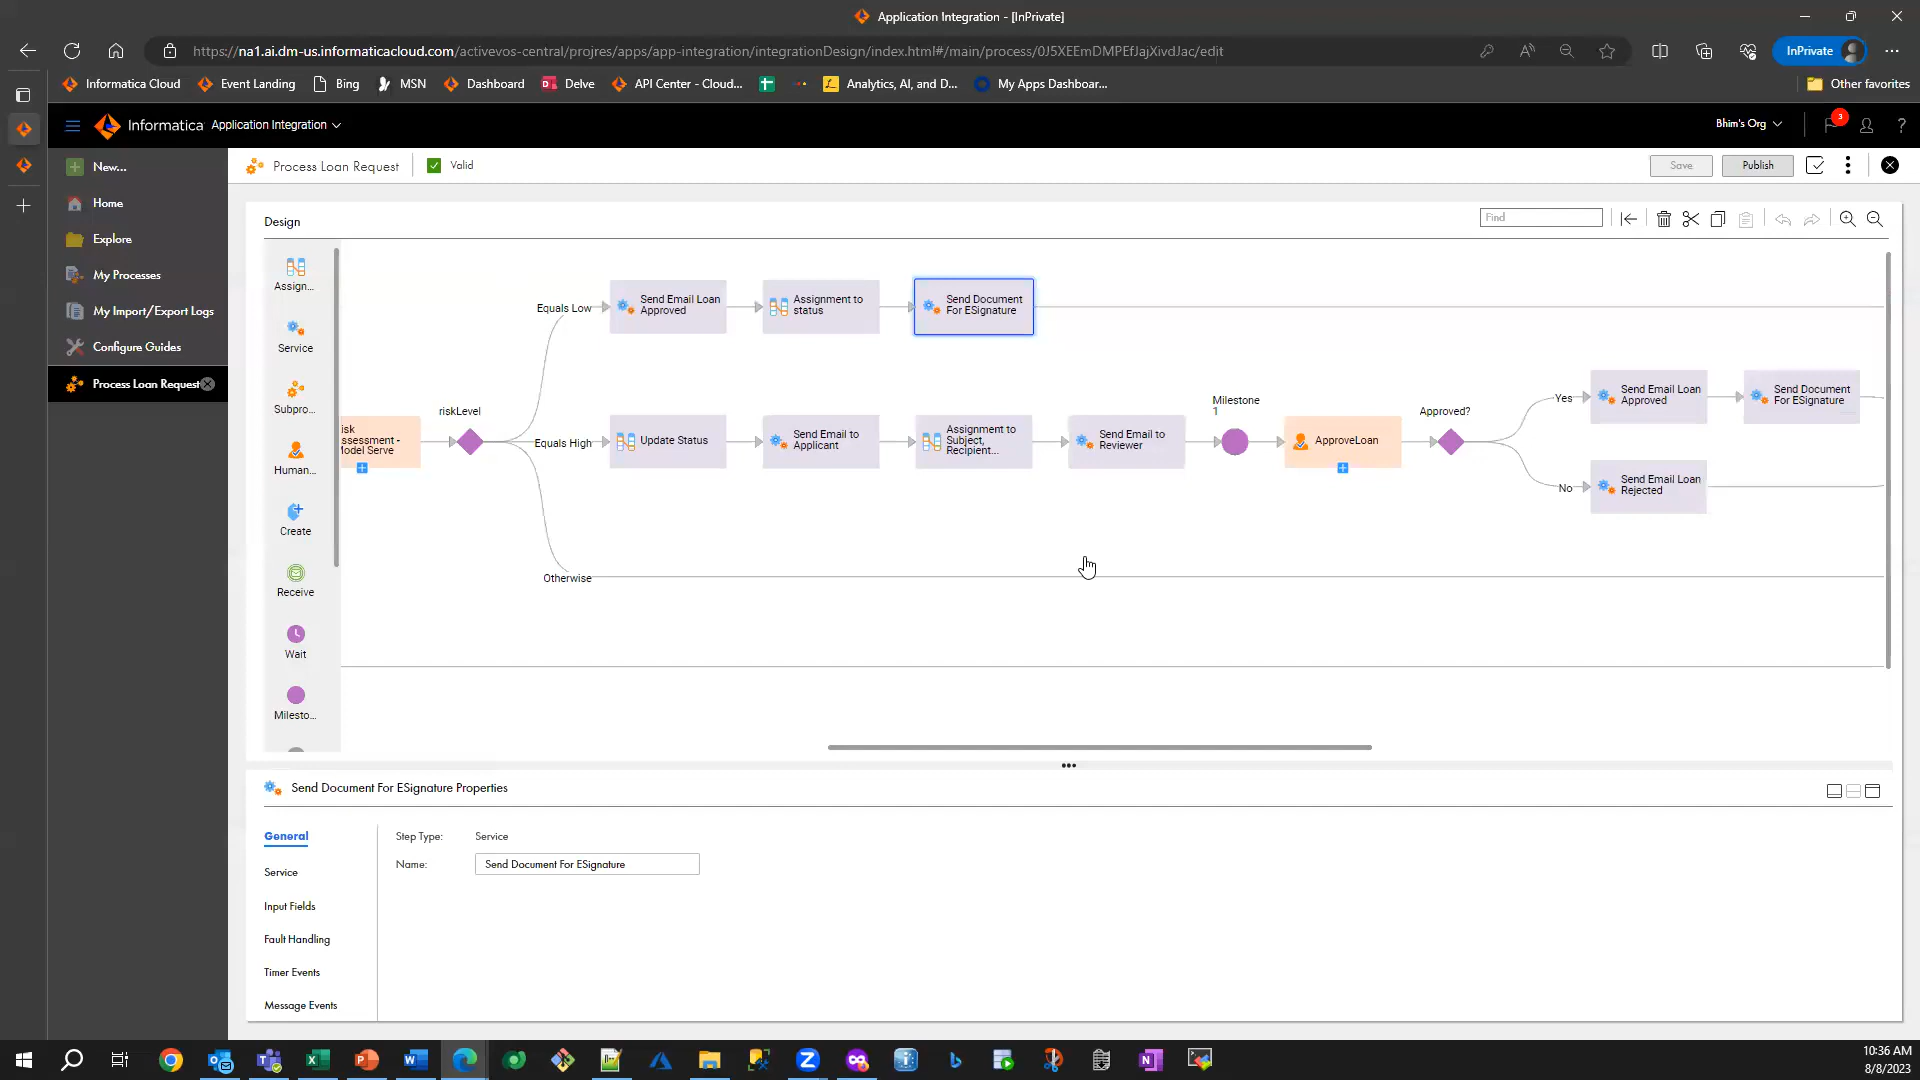 Application Integration - [InPrivate]
https://na1.ai.dm-us.informaticacloud.com/activevos-central/projres/apps/app-integration/integrationDesign/index.html#/main/process/0J5XEEmDMPEfJajXivdJac/edit
InPrivate
Informatica Cloud
Event Landing
Bing
MSN
Dashboard
Delve
API Center - Cloud...
Analytics, AI, and D...
My Apps Dashboar...
Other favorites
Informatica
Application Integration
Bhim's Org
3
?
New...
Home
Explore
My Processes
My Import/Export Logs
Configure Guides
Process Loan Request
Process Loan Request
Valid
Save
Publish
Design
Find
Assign...
Service
Subpro...
Human...
Create
Receive
Wait
Milesto...
Equals Low
Send Email Loan
Approved
Assignment to
status
Send Document
For ESignature
ssessment -
riskLevel
Equals High
Update Status
Send Email to
Applicant
Assignment to
Subject,
Recipient...
Send Email to
Reviewer
Milestone
1
ApproveLoan
Approved?
Yes
Send Email Loan
Approved
Send Document
For ESignature
No
Send Email Loan
Rejected
Otherwise
Send Document For ESignature Properties
General
Service
Input Fields
Fault Handling
Timer Events
Message Events
Step Type:
Service
Name:
Send Document For ESignature
10:36 AM
8/8/2023